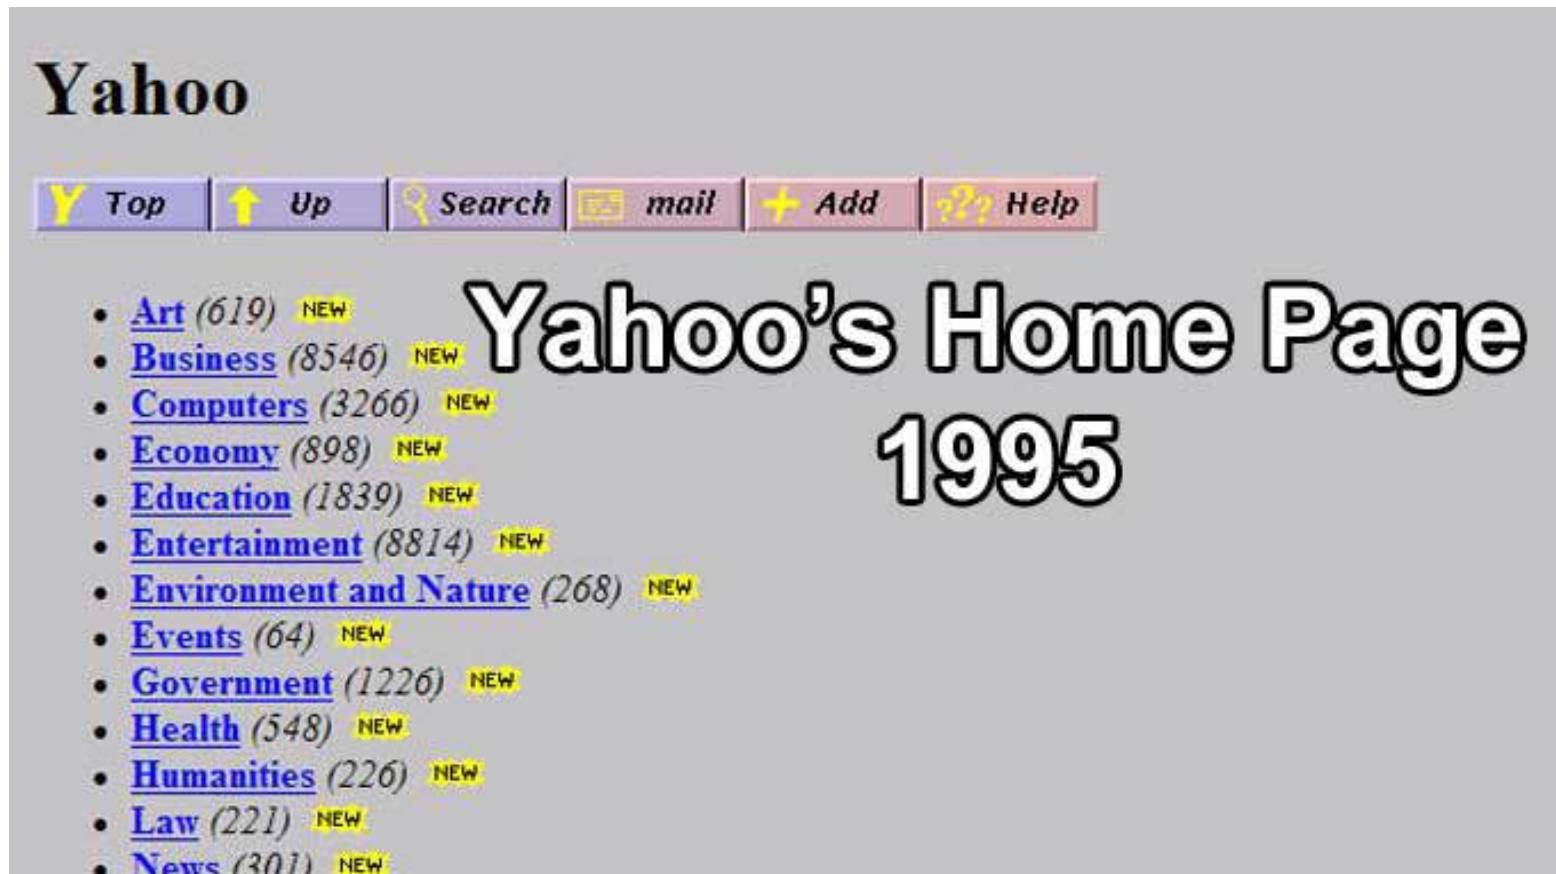 Yahoo
Y Top Up Search mail + Add ??? Help
Art (619) NEW
Business (8546) NEW
Computers (3266) NEW
Economy (898) NEW
Education (1839) NEW
Entertainment (8814) NEW
Environment and Nature (268) NEW
Events (64) NEW
Government (1226) NEW
Health (548) NEW
Humanities (226) NEW
Law (221) NEW
News (301) NEW
Yahoo’s Home Page
1995